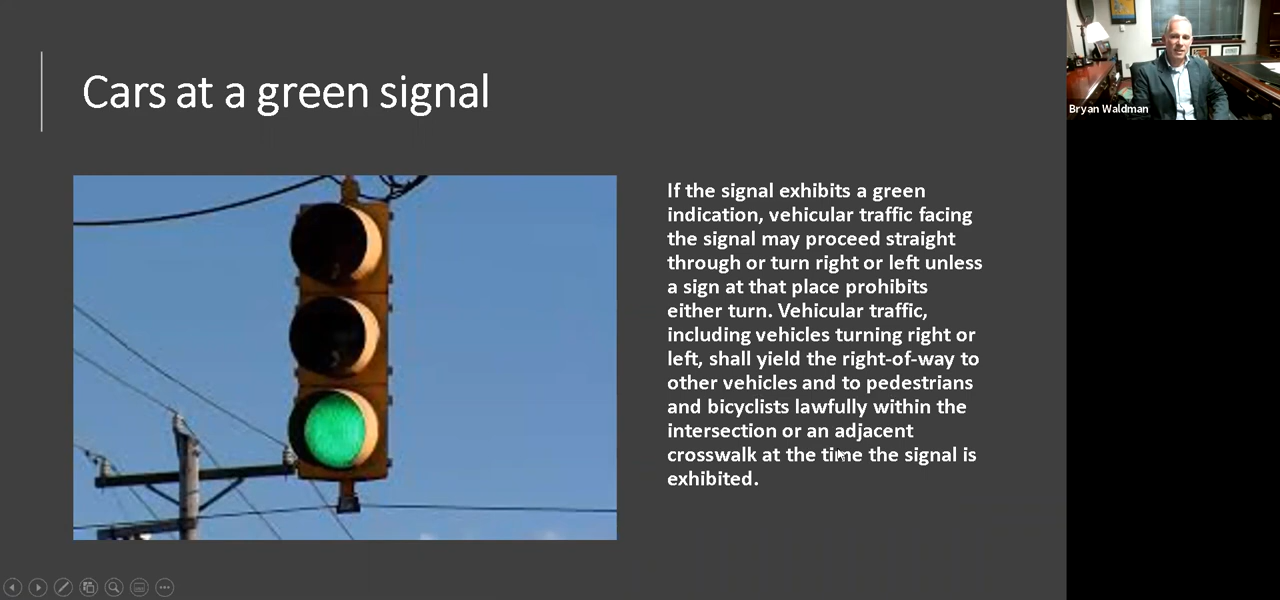 Cars at a green signal
If the signal exhibits a green
indication, vehicular traffic facing
the signal may proceed straight
through or turn right or left unless
a sign at that place prohibits
either turn. Vehicular traffic,
including vehicles turning right or
left, shall yield the right-of-way to
other vehicles and to pedestrians
and bicyclists lawfully within the
intersection or an adjacent
crosswalk at the time the signal is
exhibited.
Bryan Waldman